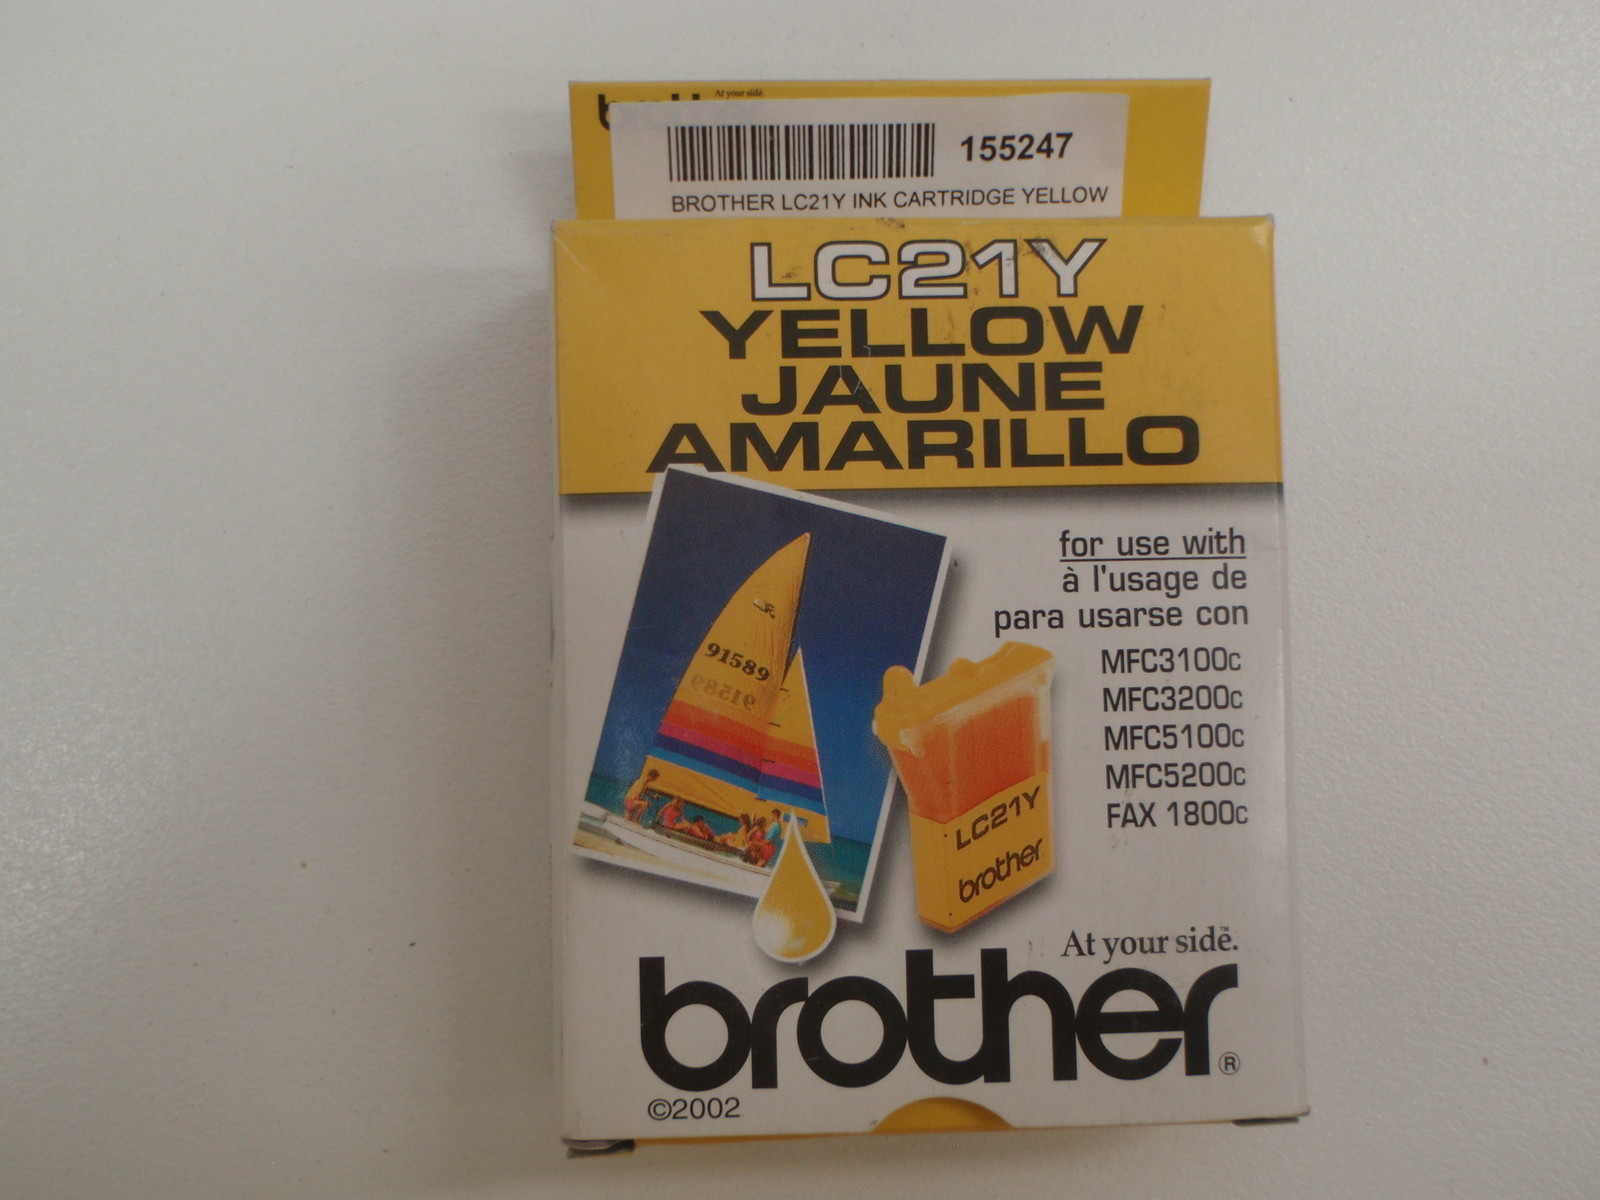 At your side.
155247
BROTHER LC21Y INK CARTRIDGE YELLOW
LC21Y
YELLOW
JAUNE
AMARILLO
for use with
à l'usage de
para usarse con
MFC3100c
MFC3200c
MFC5100c
MFC5200c
FAX 1800c
91589
91589
LC21Y
brother
At your side.™
brother®
©2002